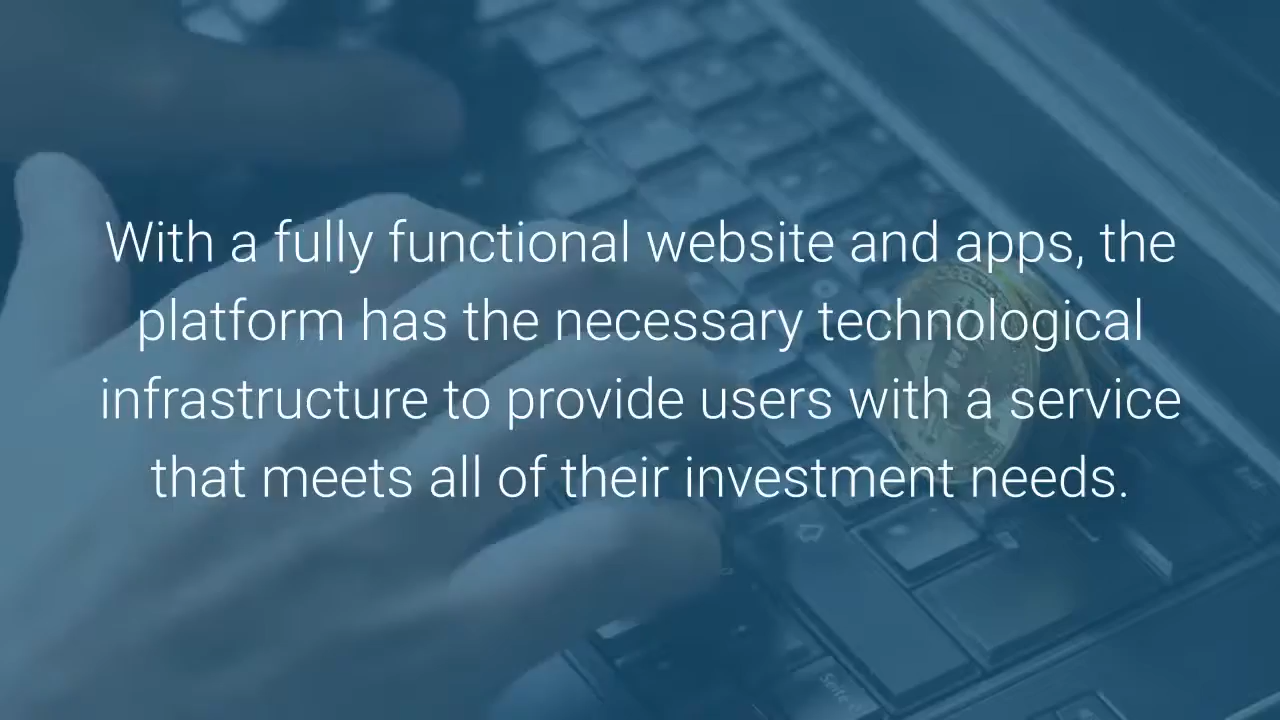 With a fully functional website and apps, the
platform has the necessary technological
infrastructure to provide users with a service
that meets all of their investment needs.